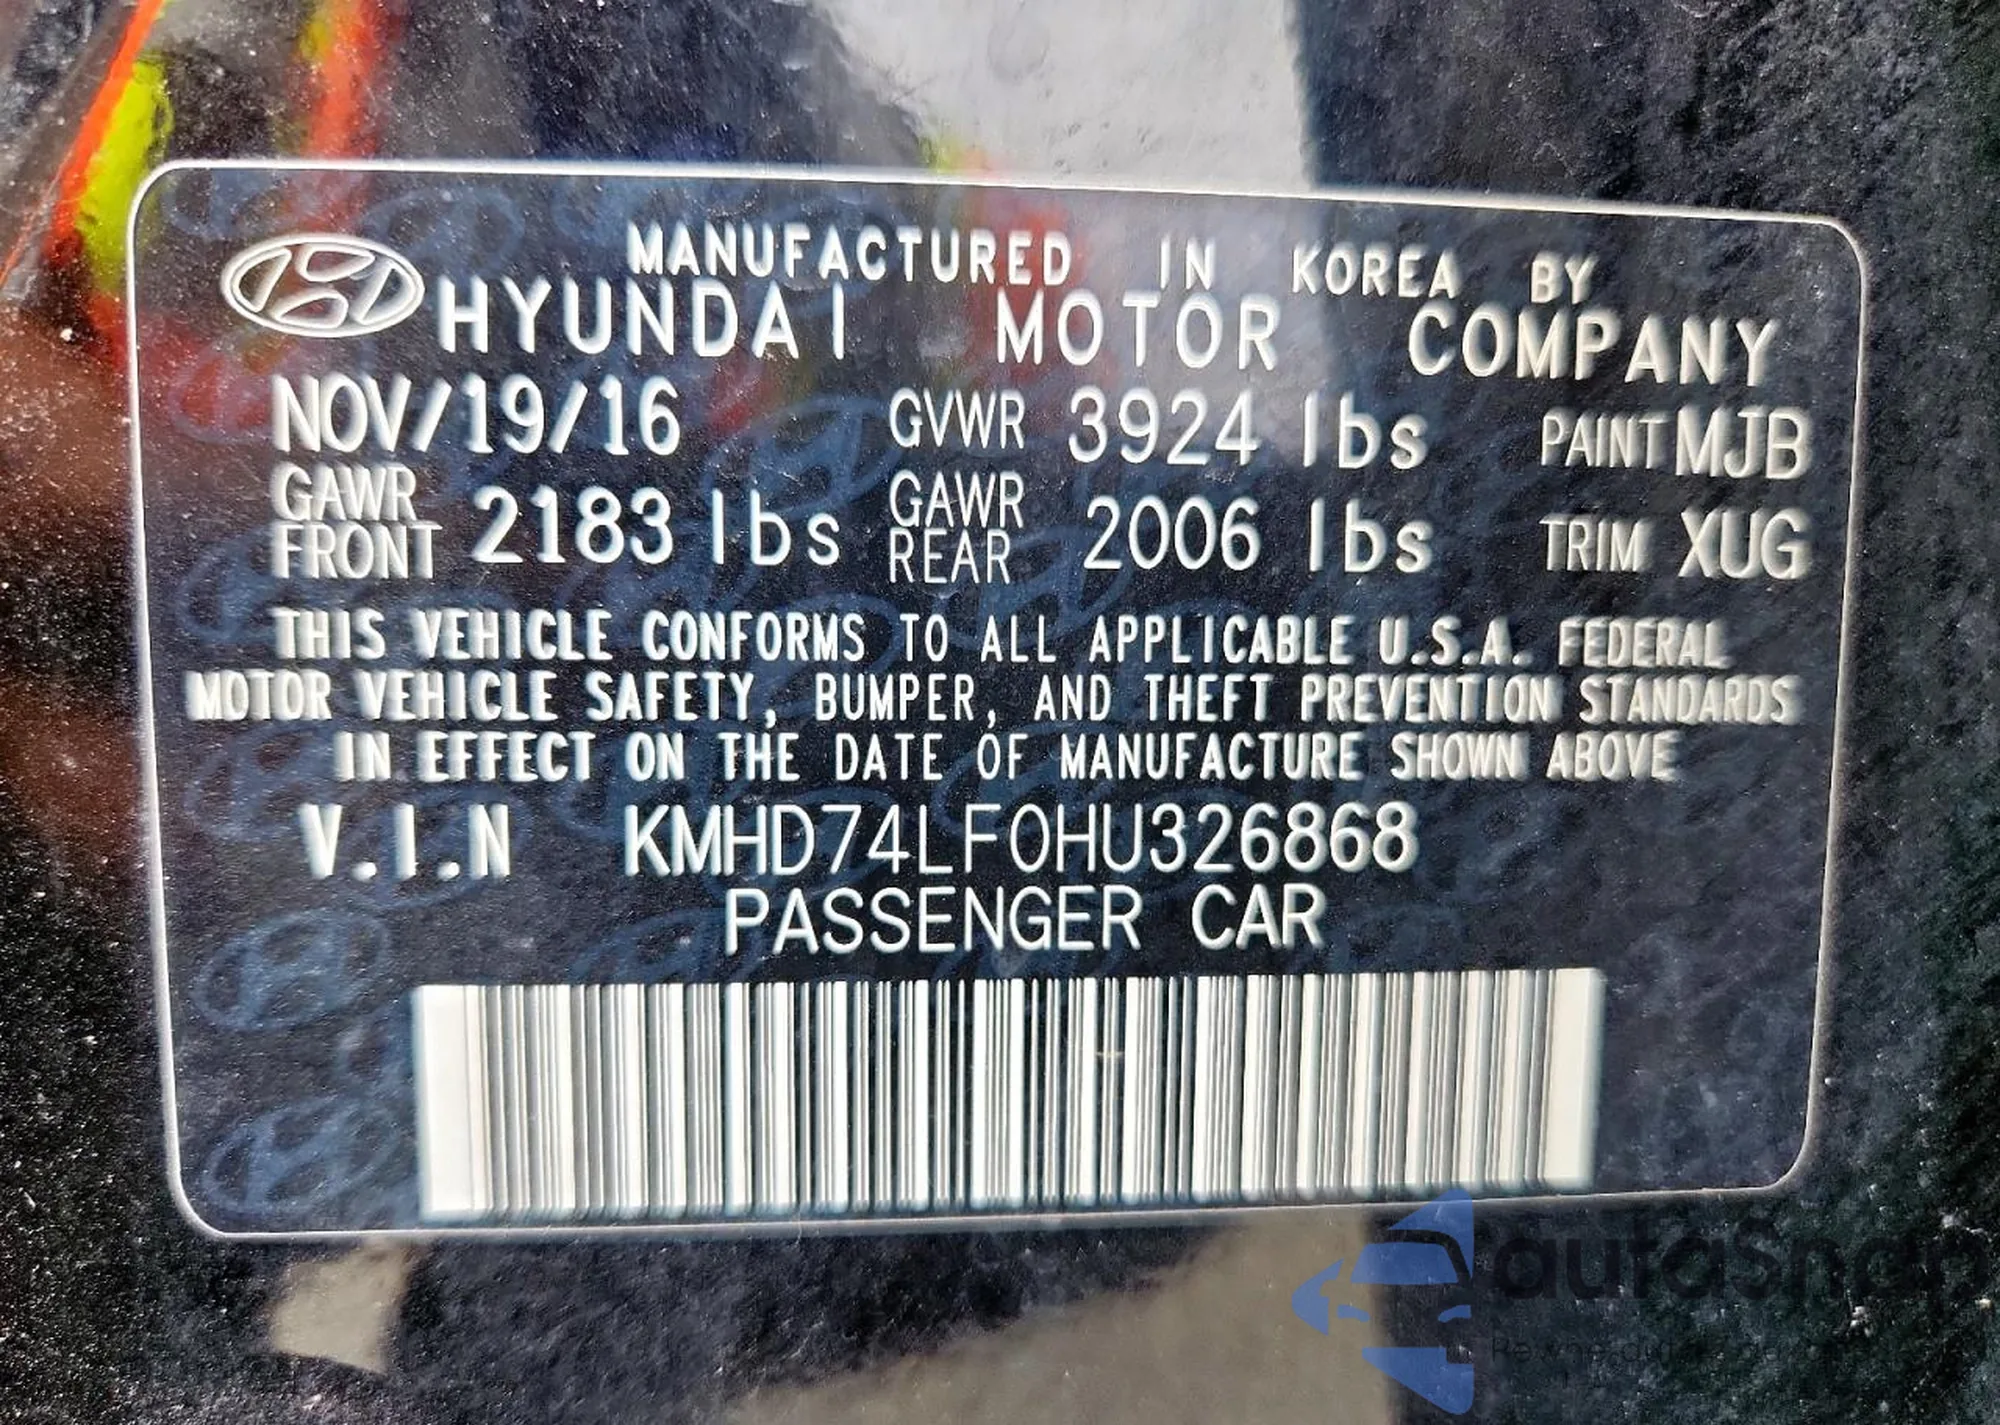 MANUFACTURED IN KOREA BY
HYUNDAI MOTOR COMPANY
NOV/19/16 GVWR 3924 lbs PAINT MJB
GAWR FRONT 2183 lbs GAWR REAR 2006 lbs TRIM XUG
THIS VEHICLE CONFORMS TO ALL APPLICABLE U.S.A. FEDERAL
MOTOR VEHICLE SAFETY, BUMPER, AND THEFT PREVENTION STANDARDS
IN EFFECT ON THE DATE OF MANUFACTURE SHOWN ABOVE
V.I.N KMHD74LF0HU326868
PASSENGER CAR
autaSnap